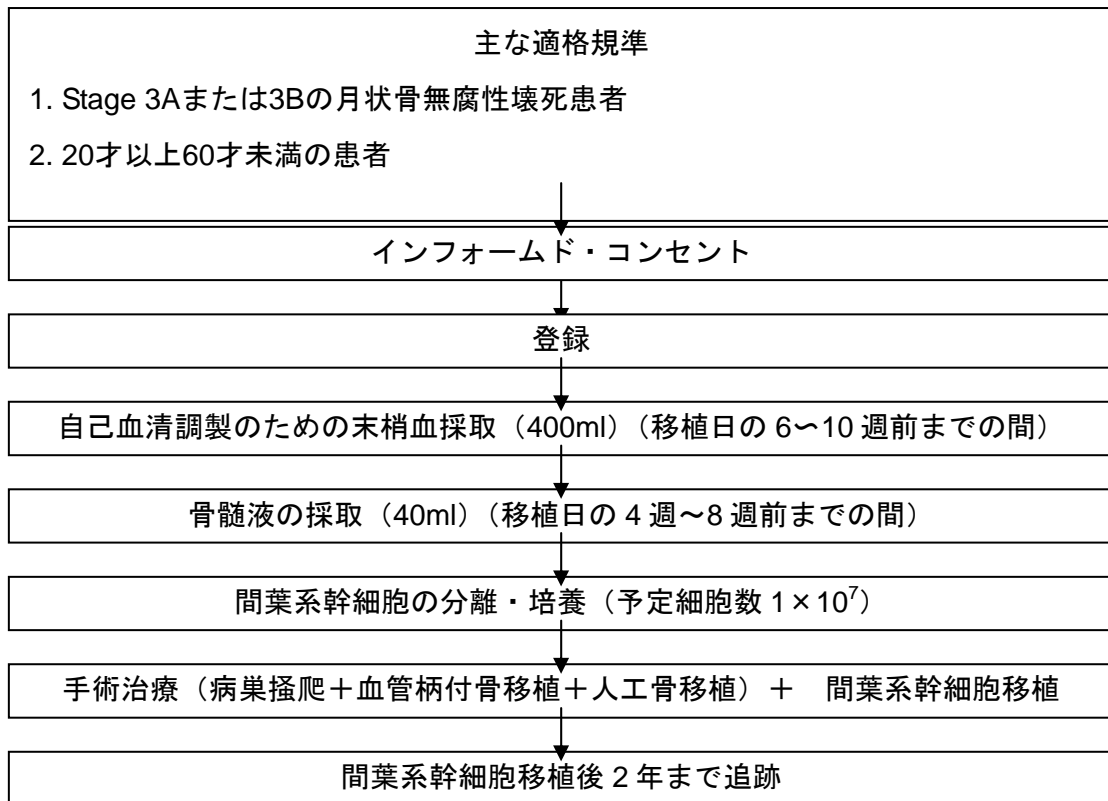 主な適格規準
1. Stage 3Aまたは3Bの月状骨無腐性壊死患者
2. 20才以上60才未満の患者
インフォームド・コンセント
登録
自己血清調製のための末梢血採取（400ml）（移植日の 6〜10 週前までの間）
骨髄液の採取（40ml）（移植日の 4 週～8 週前までの間）
間葉系幹細胞の分離・培養（予定細胞数 1×10⁷）
手術治療（病巣掻爬＋血管柄付骨移植＋人工骨移植）＋　間葉系幹細胞移植
間葉系幹細胞移植後 2 年まで追跡